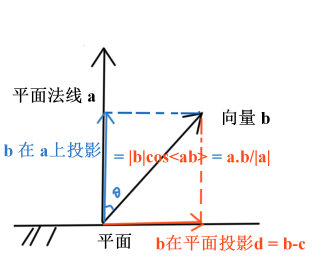 平面法线 a
向量 b
b 在 a上投影 = |b|cos<ab> = a.b/|a|
θ
平面
b在平面投影d = b-c